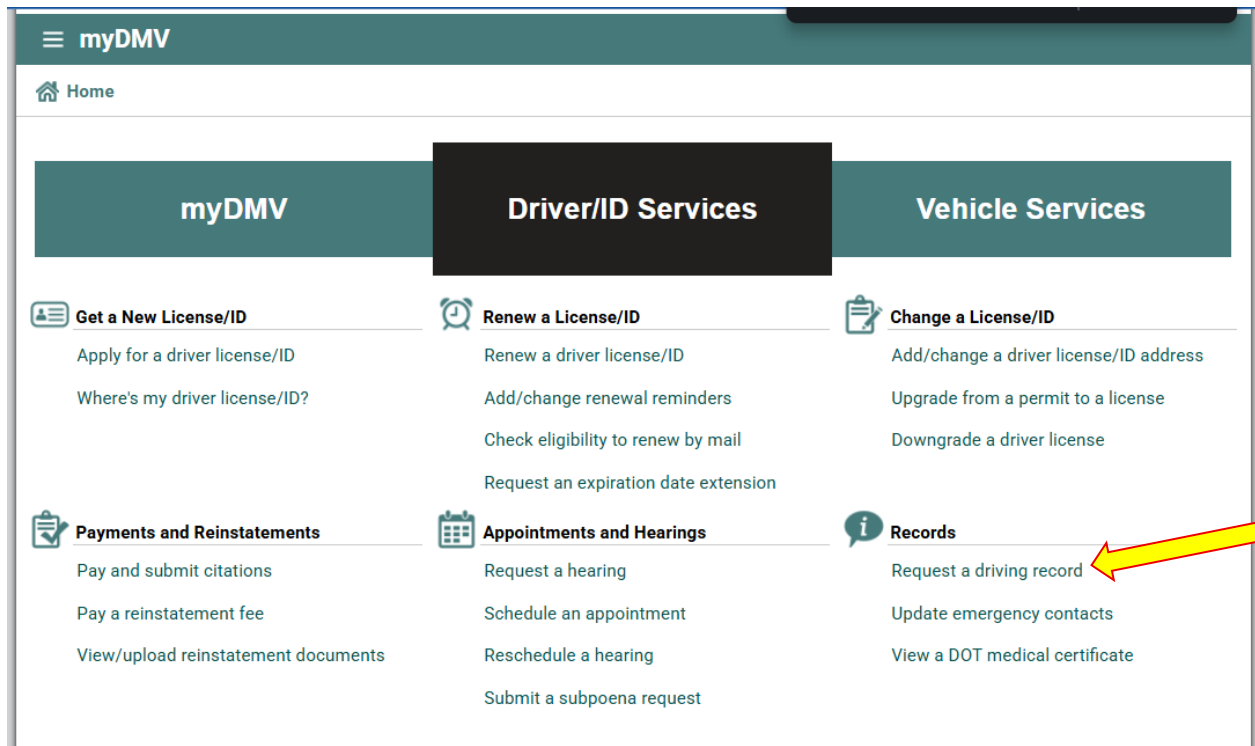 myDMV
Home
myDMV
Driver/ID Services
Vehicle Services
Get a New License/ID
Apply for a driver license/ID
Where's my driver license/ID?
Renew a License/ID
Renew a driver license/ID
Add/change renewal reminders
Check eligibility to renew by mail
Request an expiration date extension
Change a License/ID
Add/change a driver license/ID address
Upgrade from a permit to a license
Downgrade a driver license
Payments and Reinstatements
Pay and submit citations
Pay a reinstatement fee
View/upload reinstatement documents
Appointments and Hearings
Request a hearing
Schedule an appointment
Reschedule a hearing
Submit a subpoena request
Records
Request a driving record
Update emergency contacts
View a DOT medical certificate